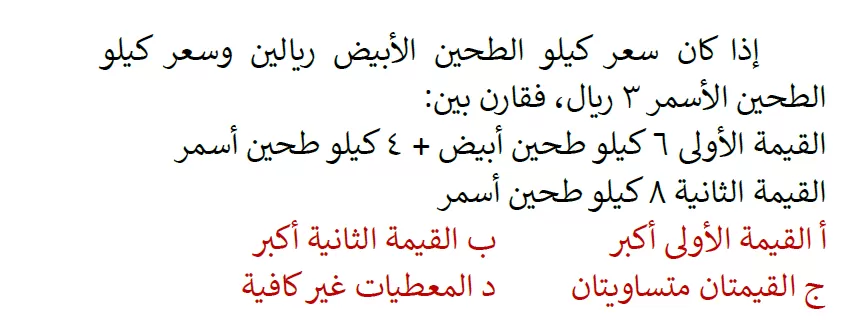 إذا كان سعر كيلو الطحين الأبيض ريالين وسعر كيلو
الطحين الأسمر ٣ ريال، فقارن بين:
القيمة الأولى ٦ كيلو طحين أبيض + ٤ كيلو طحين أسمر
القيمة الثانية ٨ كيلو طحين أسمر
أ القيمة الأولى أكبر ب القيمة الثانية أكبر
ج القيمتان متساويتان د المعطيات غير كافية